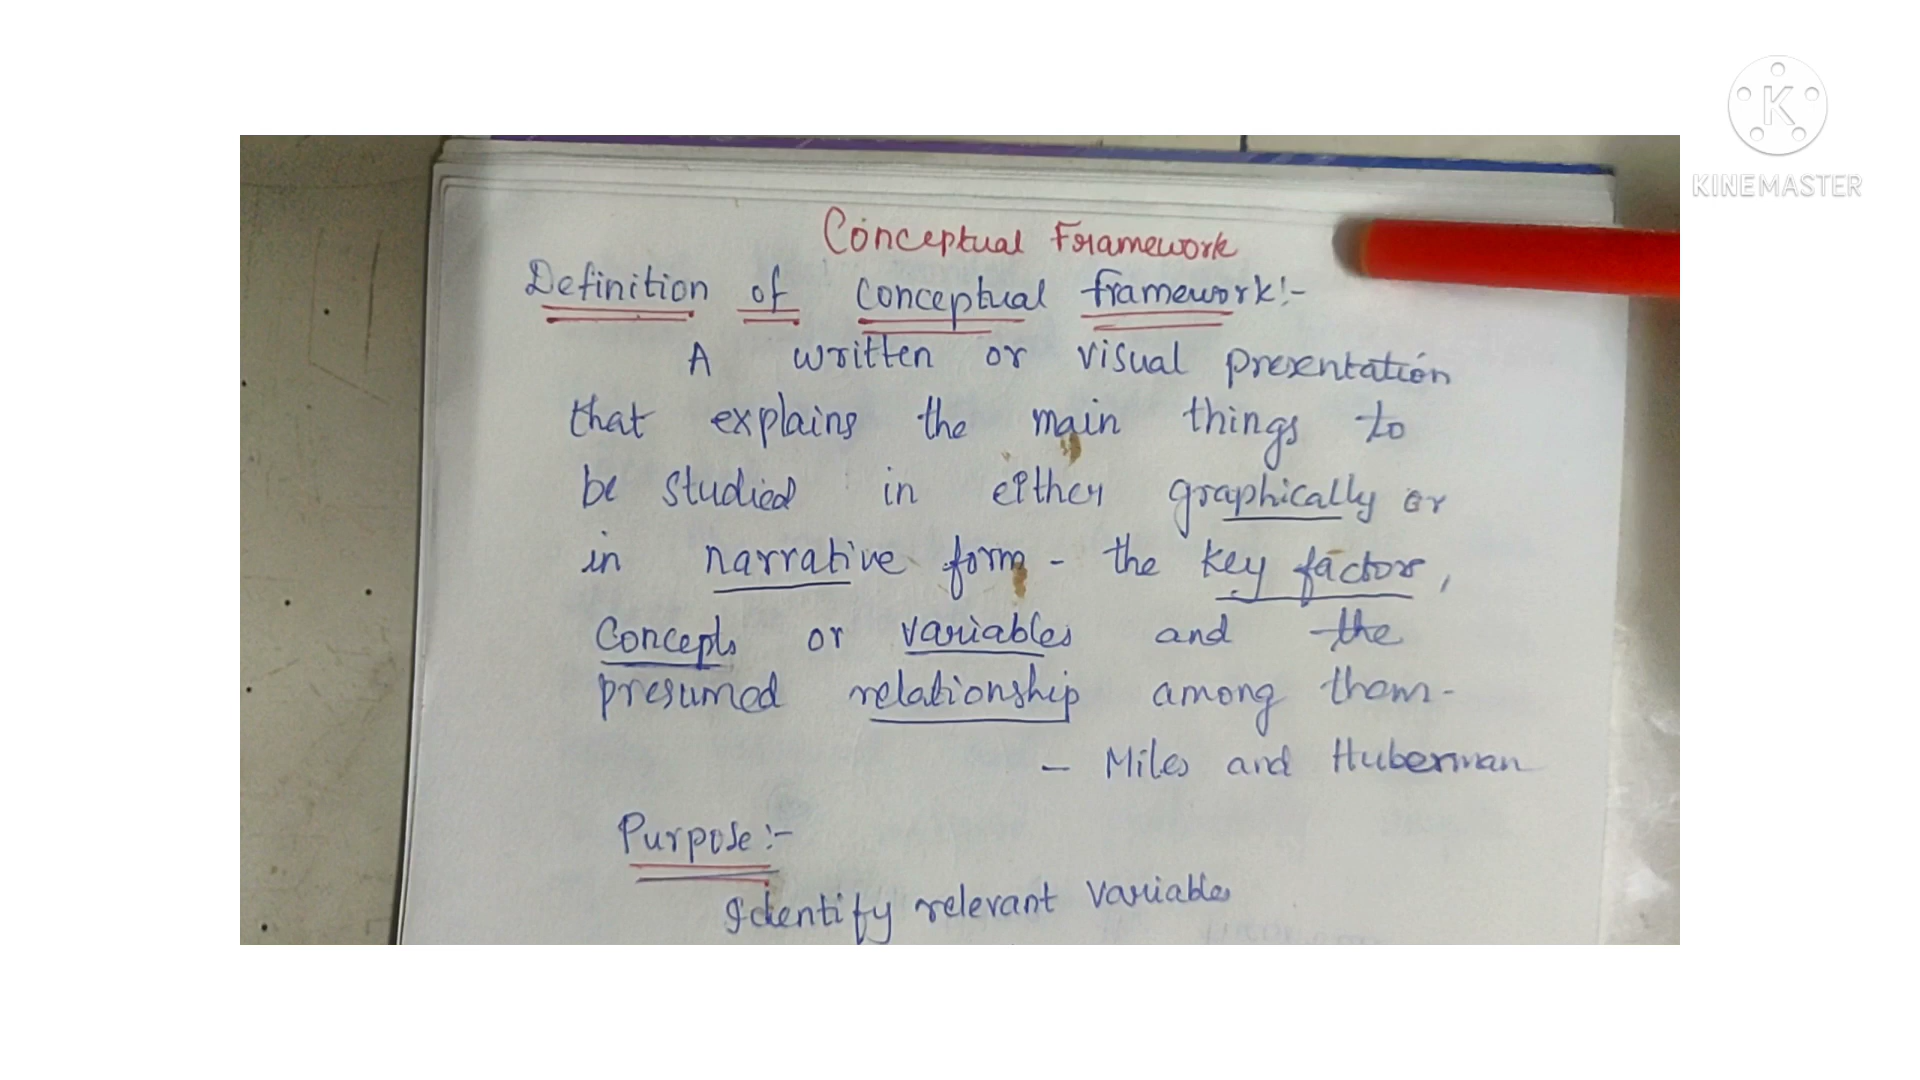 Conceptual Framework
Definition of conceptual framework:-
A written or visual presentation
that explains the main things to
be studied in either graphically or
in narrative form - the key factors,
Concepts or variables and the
presumed relationship among them-
- Miles and Huberman
Purpose:-
Identify relevant variables
K
KINEMASTER